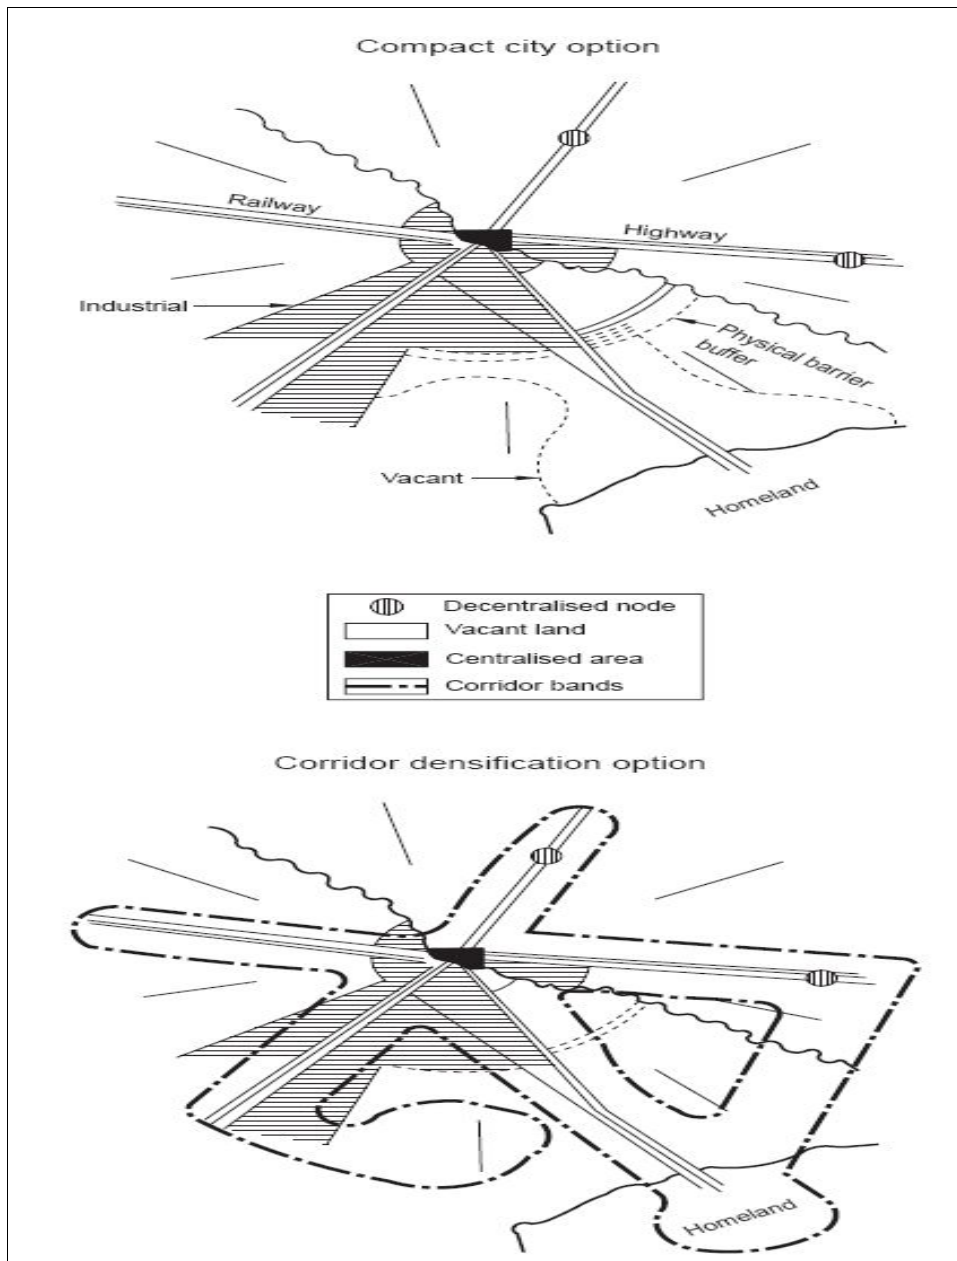 Compact city option
Railway
Highway
Industrial
Physical barrier
buffer
Vacant
Homeland
Decentralised node
Vacant land
Centralised area
Corridor bands
Corridor densification option
Homeland